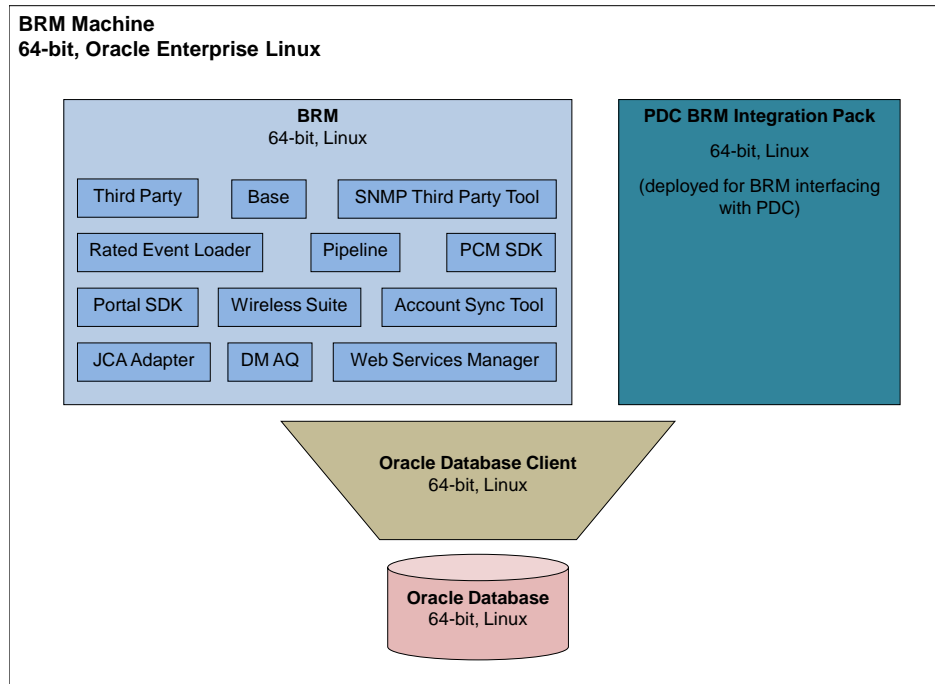 BRM Machine
64-bit, Oracle Enterprise Linux
BRM
64-bit, Linux
Third Party
Base
SNMP Third Party Tool
Rated Event Loader
Pipeline
PCM SDK
Portal SDK
Wireless Suite
Account Sync Tool
JCA Adapter
DM AQ
Web Services Manager
PDC BRM Integration Pack
64-bit, Linux
(deployed for BRM interfacing
with PDC)
Oracle Database Client
64-bit, Linux
Oracle Database
64-bit, Linux